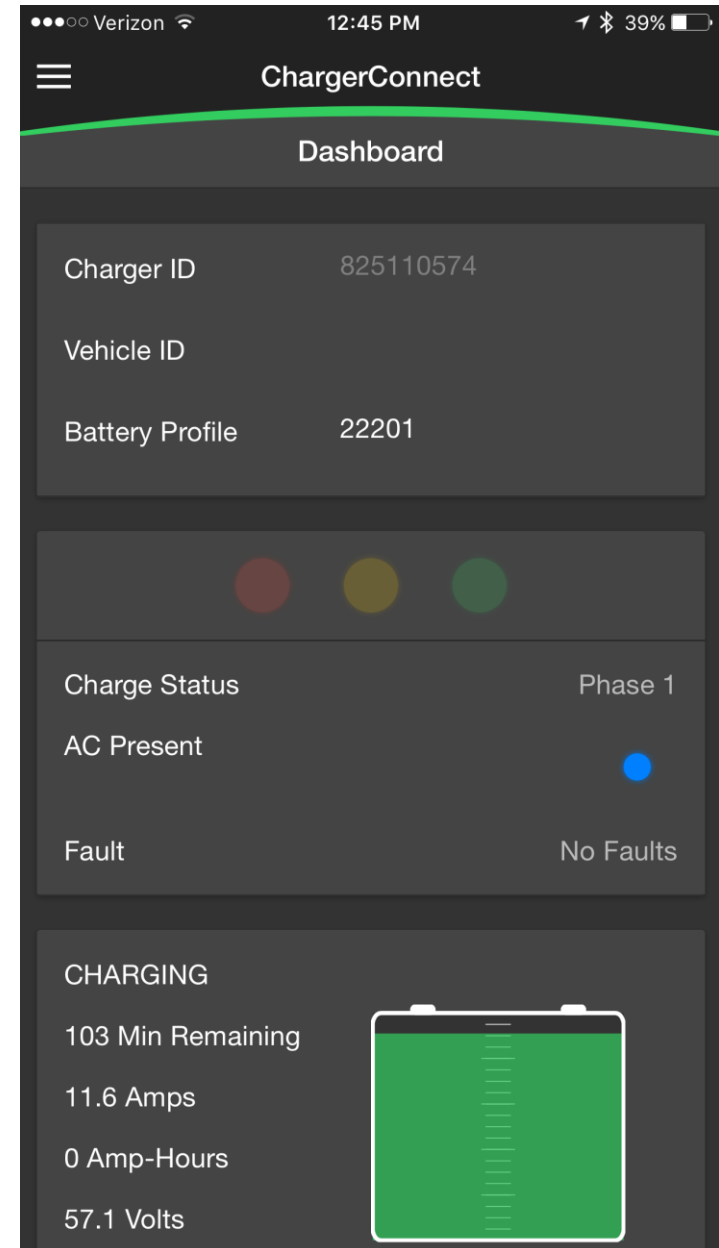 Verizon 12:45 PM 39%
ChargerConnect
Dashboard
Charger ID 825110574
Vehicle ID
Battery Profile 22201
Charge Status Phase 1
AC Present
Fault No Faults
CHARGING
103 Min Remaining
11.6 Amps
0 Amp-Hours
57.1 Volts